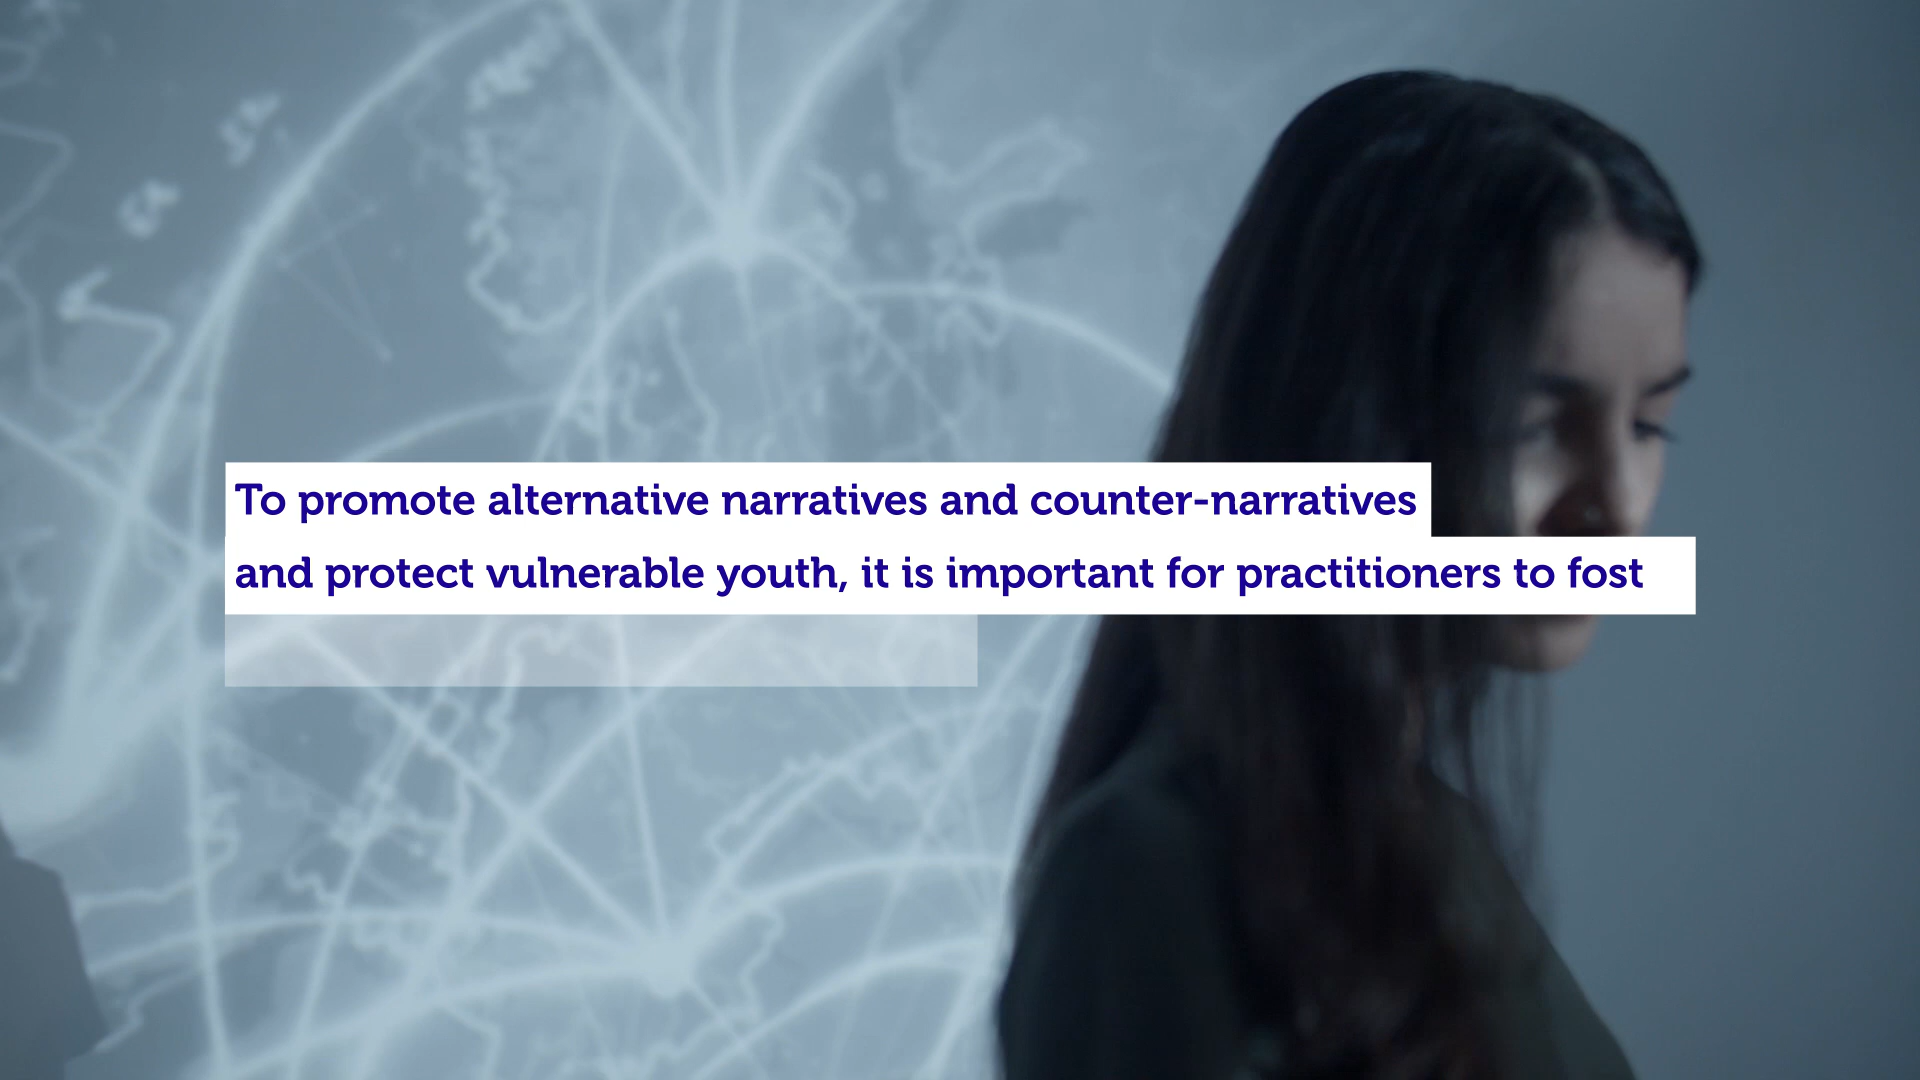 To promote alternative narratives and counter-narratives
and protect vulnerable youth, it is important for practitioners to fost